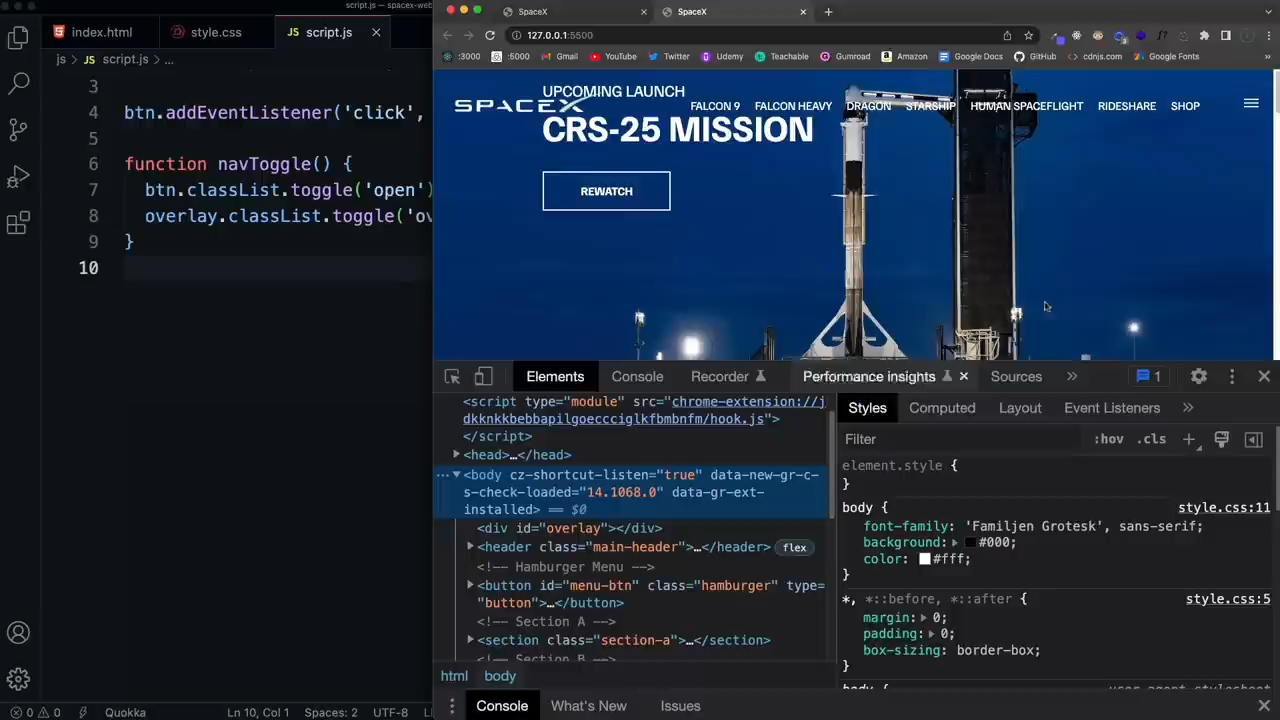 script.js — spacex-web
index.html
style.css
JS script.js
js > JS script.js > ...
3
4 btn.addEventListener('click',
5
6 function navToggle() {
7 btn.classList.toggle('open')
8 overlay.classList.toggle('ov
9 }
10
0 0
Quokka
Ln 10, Col 1
Spaces: 2
UTF-8
SpaceX
SpaceX
127.0.0.1:5500
:3000
:5000
Gmail
YouTube
Twitter
Udemy
Teachable
Gumroad
Amazon
Google Docs
GitHub
cdnjs.com
Google Fonts
UPCOMING LAUNCH
SPACEX
FALCON 9
FALCON HEAVY
DRAGON
STARSHIP
HUMAN SPACEFLIGHT
RIDESHARE
SHOP
CRS-25 MISSION
REWATCH
Elements
Console
Recorder
Performance insights
Sources
1
<script type="module" src="chrome-extension://j
dkknkkbebbapilgoecccigl​kfbmbnfm/hook.js">
</script>
<head>…</head>
<body cz-shortcut-listen="true" data-new-gr-c-
s-check-loaded="14.1068.0" data-gr-ext-
installed> == $0
<div id="overlay"></div>
<header class="main-header">…</header> flex
<!-- Hamburger Menu -->
<button id="menu-btn" class="hamburger" type=
"button">…</button>
<!-- Section A -->
<section class="section-a">…</section>
<!-- Section B -->
html
body
Styles
Computed
Layout
Event Listeners
Filter
:hov
.cls
element.style {
}
body {
style.css:11
font-family: 'Familjen Grotesk', sans-serif;
background: #000;
color: #fff;
}
*, *::before, *::after {
style.css:5
margin: 0;
padding: 0;
box-sizing: border-box;
}
body {
user agent stylesheet
Console
What's New
Issues